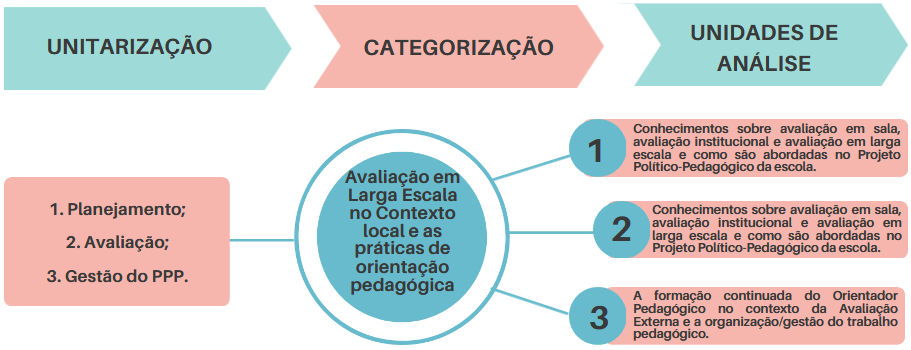 UNITARIZAÇÃO
CATEGORIZAÇÃO
UNIDADES DE
ANÁLISE
1. Planejamento;
2. Avaliação;
3. Gestão do PPP.
Avaliação em
Larga Escala
no Contexto
local e as
práticas de
orientação
pedagógica
1
Conhecimentos sobre avaliação em sala,
avaliação institucional e avaliação em larga
escala e como são abordadas no Projeto
Político-Pedagógico da escola.
2
Conhecimentos sobre avaliação em sala,
avaliação institucional e avaliação em
larga escala e como são abordadas no
Projeto Político-Pedagógico da escola.
3
A formação continuada do Orientador
Pedagógico no contexto da Avaliação
Externa e a organização/gestão do trabalho
pedagógico.